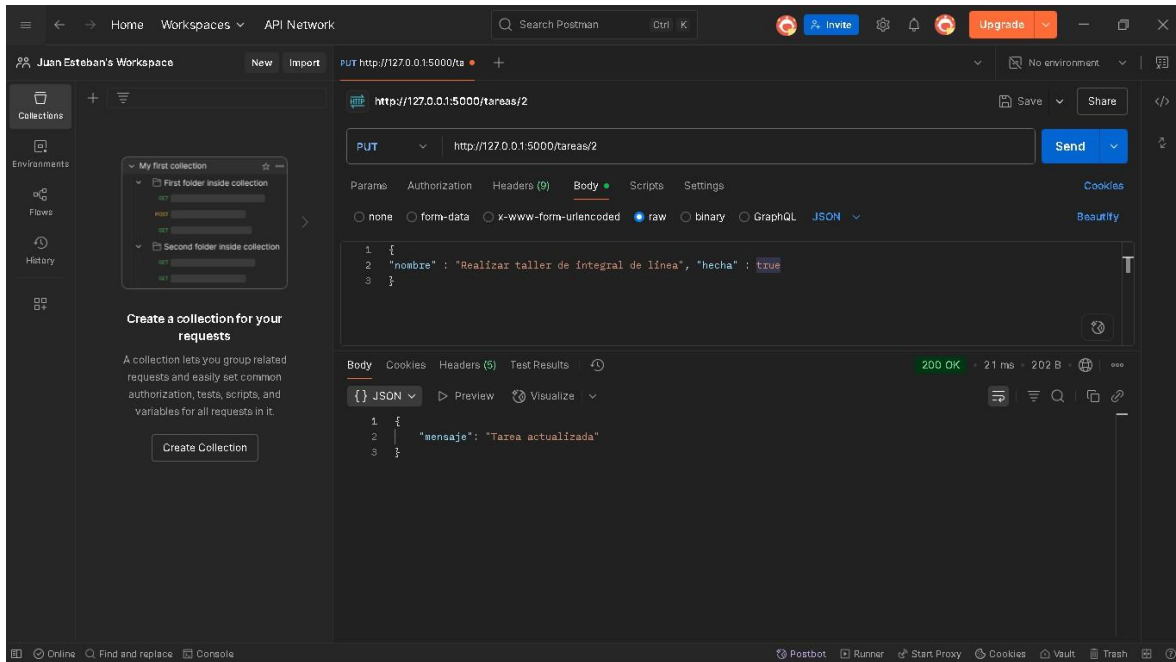 Home Workspaces API Network Search Postman Ctrl K Invite Upgrade
Juan Esteban's Workspace New Import PUT http://127.0.0.1:5000/ta No environment
Collections
Environments
Flows
History
My first collection
First folder inside collection
GET
POST
GET
Second folder inside collection
GET
GET
Create a collection for your
requests
A collection lets you group related
requests and easily set common
authorization, tests, scripts, and
variables for all requests in it.
Create Collection
HTTP http://127.0.0.1:5000/tareas/2 Save Share
PUT http://127.0.0.1:5000/tareas/2 Send
Params Authorization Headers (9) Body Scripts Settings Cookies
none form-data x-www-form-urlencoded raw binary GraphQL JSON Beautify
1 {
2 "nombre" : "Realizar taller de integral de línea", "hecha" : true
3 }
Body Cookies Headers (5) Test Results 200 OK 21 ms 202 B
{} JSON Preview Visualize
1 {
2 "mensaje": "Tarea actualizada"
3 }
Online Find and replace Console Postbot Runner Start Proxy Cookies Vault Trash